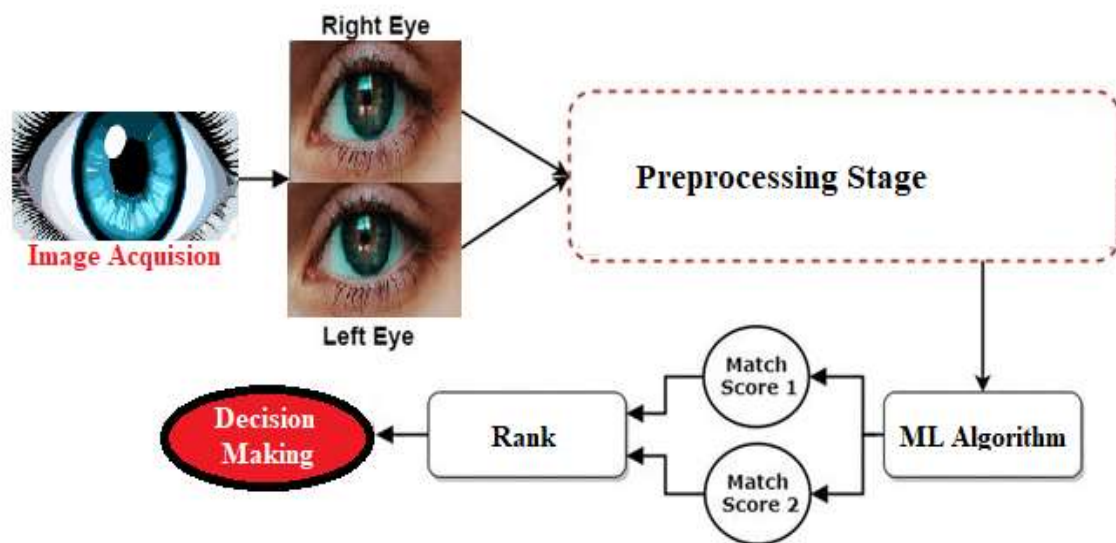 Right Eye
Image Acquision
Left Eye
Preprocessing Stage
ML Algorithm
Match
Score 1
Match
Score 2
Rank
Decision
Making